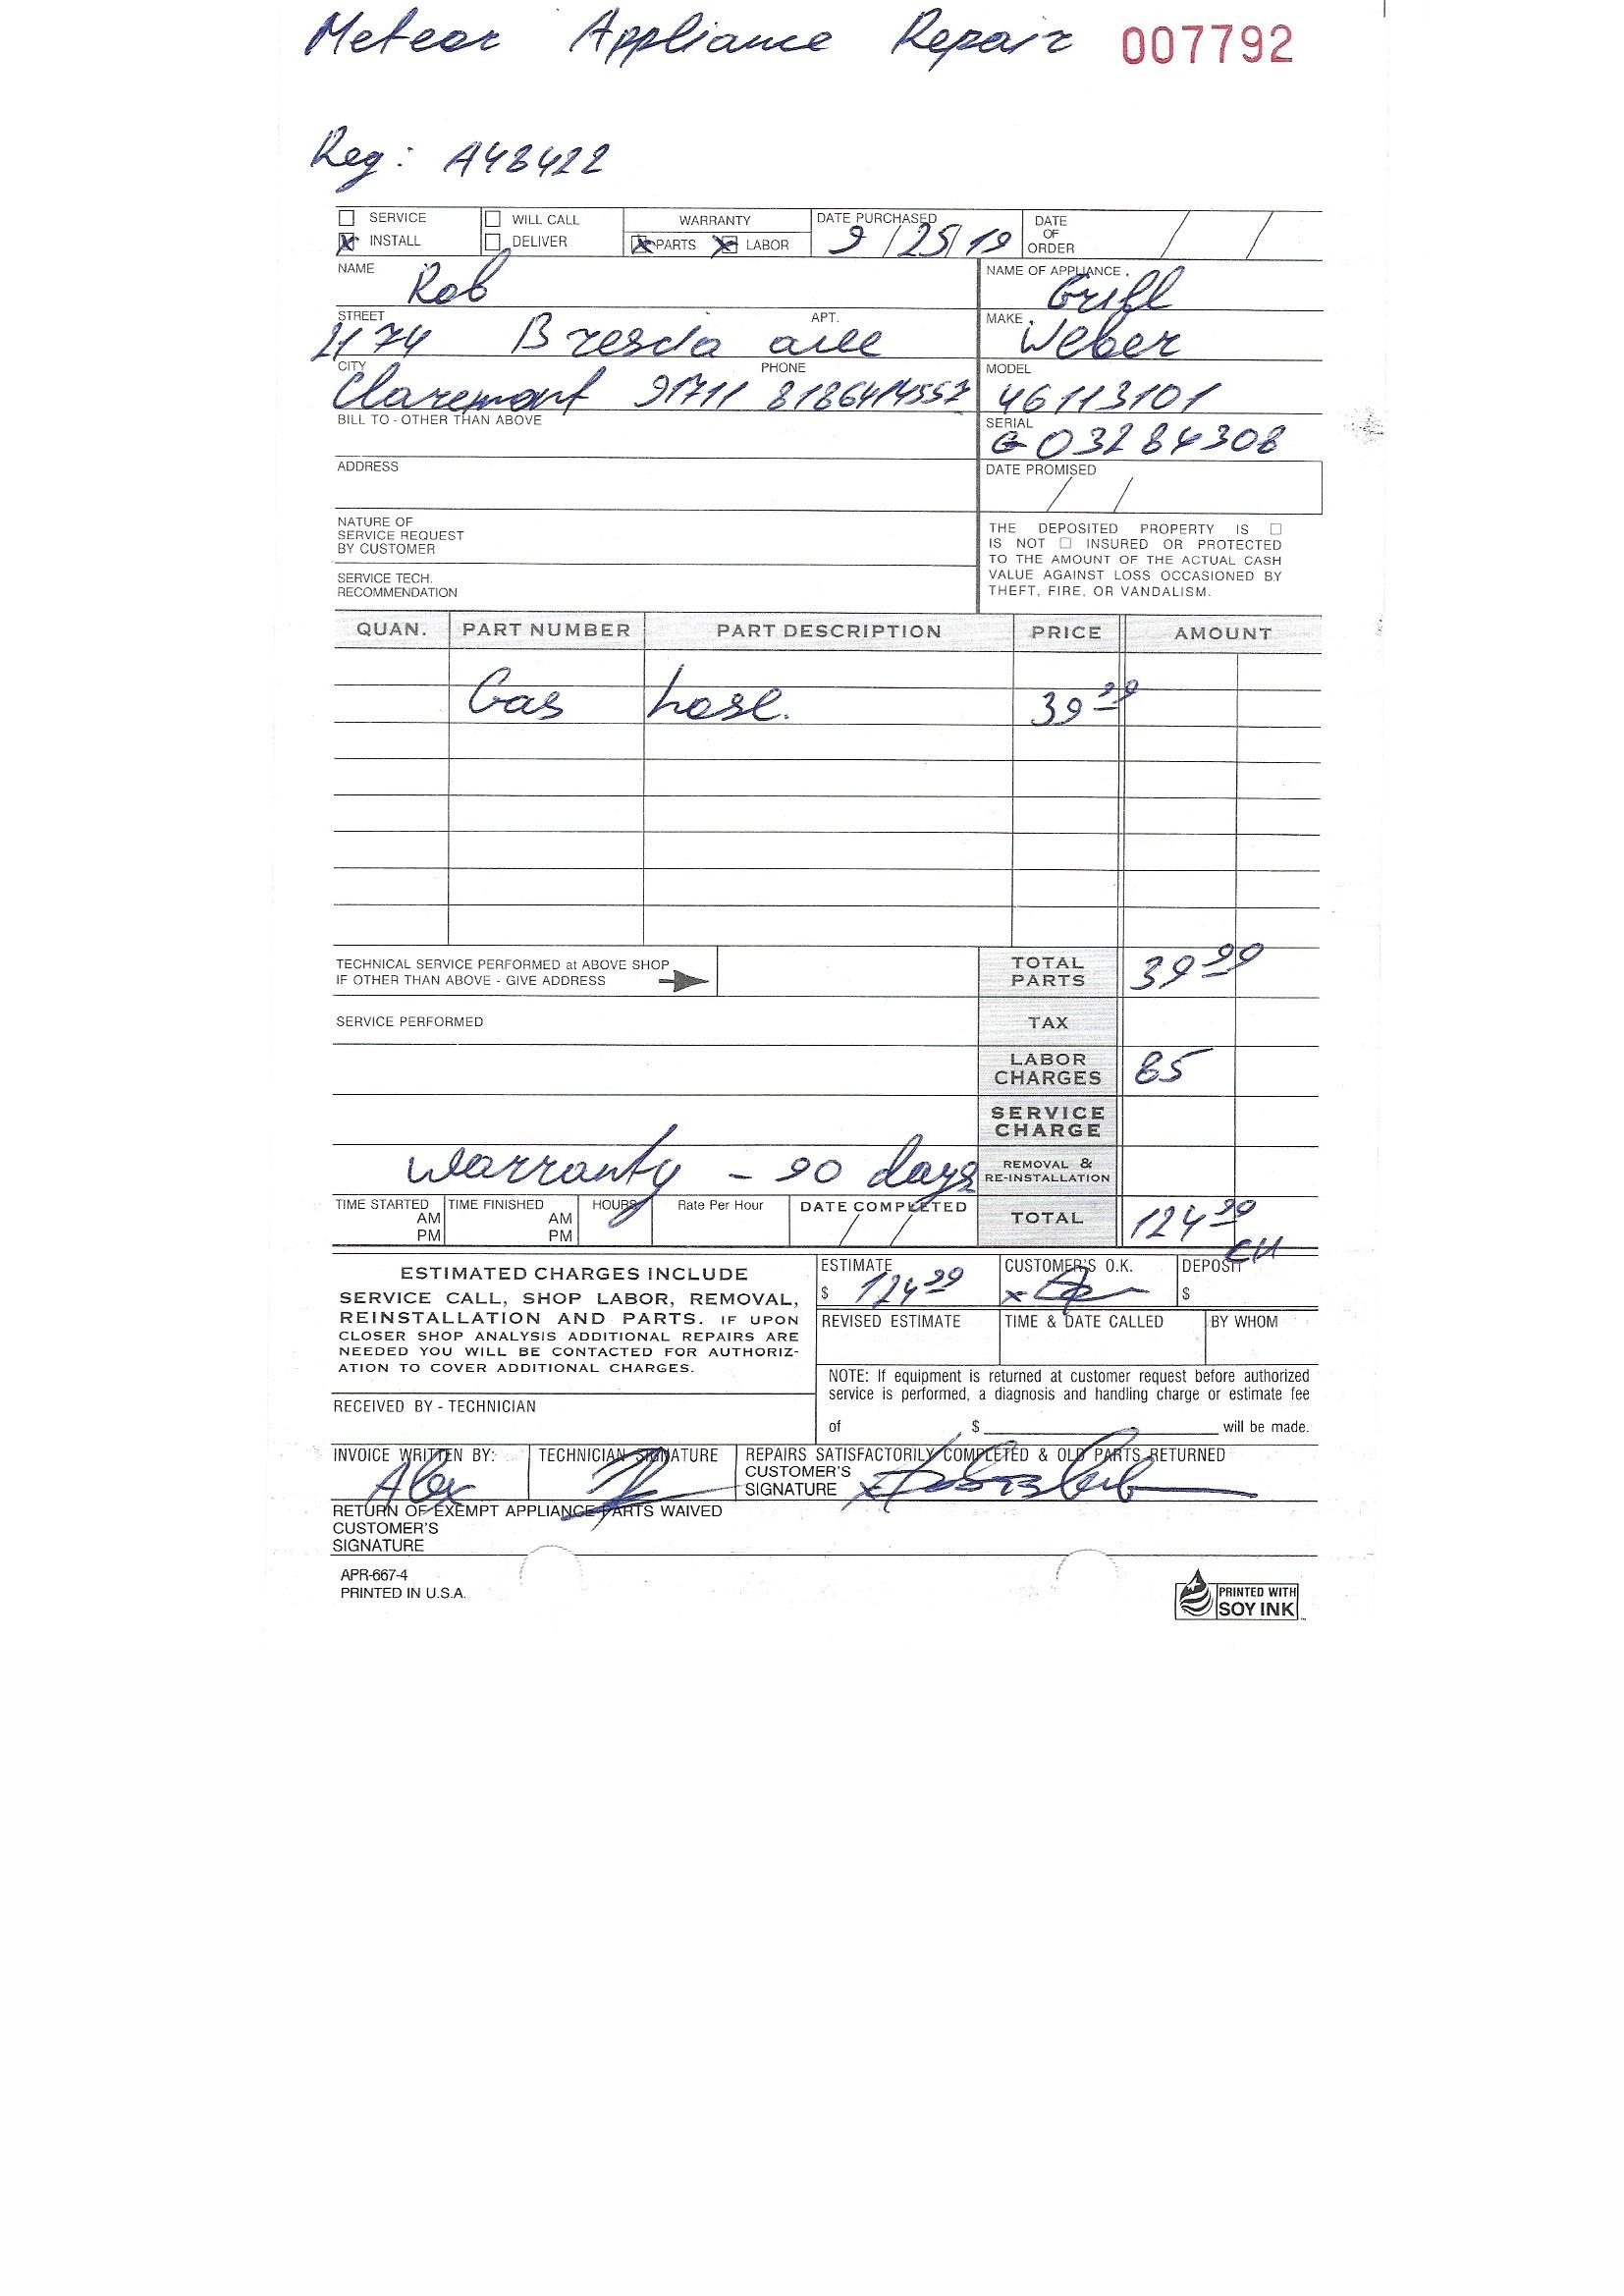 Meteor Appliance Repair 007792
Reg: A48422
SERVICE WILL CALL WARRANTY DATE PURCHASED DATE OF ORDER
INSTALL DELIVER PARTS LABOR 9/25/19
NAME Rob NAME OF APPLIANCE Grill
STREET APT. MAKE Weber
Brescia ave
CITY PHONE MODEL
Claremont 91711 46113101
BILL TO - OTHER THAN ABOVE SERIAL
G03284308
ADDRESS DATE PROMISED
NATURE OF
SERVICE REQUEST
BY CUSTOMER
SERVICE TECH.
RECOMMENDATION
THE DEPOSITED PROPERTY IS
IS NOT INSURED OR PROTECTED
TO THE AMOUNT OF THE ACTUAL CASH
VALUE AGAINST LOSS OCCASIONED BY
THEFT, FIRE, OR VANDALISM.
QUAN. PART NUMBER PART DESCRIPTION PRICE AMOUNT
Gas hose. 39 99
TECHNICAL SERVICE PERFORMED at ABOVE SHOP
IF OTHER THAN ABOVE - GIVE ADDRESS
TOTAL PARTS 39 99
SERVICE PERFORMED TAX
LABOR CHARGES 85
SERVICE CHARGE
warranty - 90 days REMOVAL & RE-INSTALLATION
TIME STARTED AM PM TIME FINISHED AM PM HOURS Rate Per Hour DATE COMPLETED TOTAL 124 99
ESTIMATED CHARGES INCLUDE
SERVICE CALL, SHOP LABOR, REMOVAL,
REINSTALLATION AND PARTS. IF UPON
CLOSER SHOP ANALYSIS ADDITIONAL REPAIRS ARE
NEEDED YOU WILL BE CONTACTED FOR AUTHORIZ-
ATION TO COVER ADDITIONAL CHARGES.
ESTIMATE CUSTOMER'S O.K. DEPOSIT
$ 124 99 x $
REVISED ESTIMATE TIME & DATE CALLED BY WHOM
NOTE: If equipment is returned at customer request before authorized
service is performed, a diagnosis and handling charge or estimate fee
of $ will be made.
RECEIVED BY - TECHNICIAN
INVOICE WRITTEN BY: TECHNICIAN SIGNATURE REPAIRS SATISFACTORILY COMPLETED & OLD PARTS RETURNED
Alex CUSTOMER'S
SIGNATURE x
RETURN OF EXEMPT APPLIANCE PARTS WAIVED
CUSTOMER'S
SIGNATURE
APR-667-4
PRINTED IN U.S.A.
PRINTED WITH
SOY INK